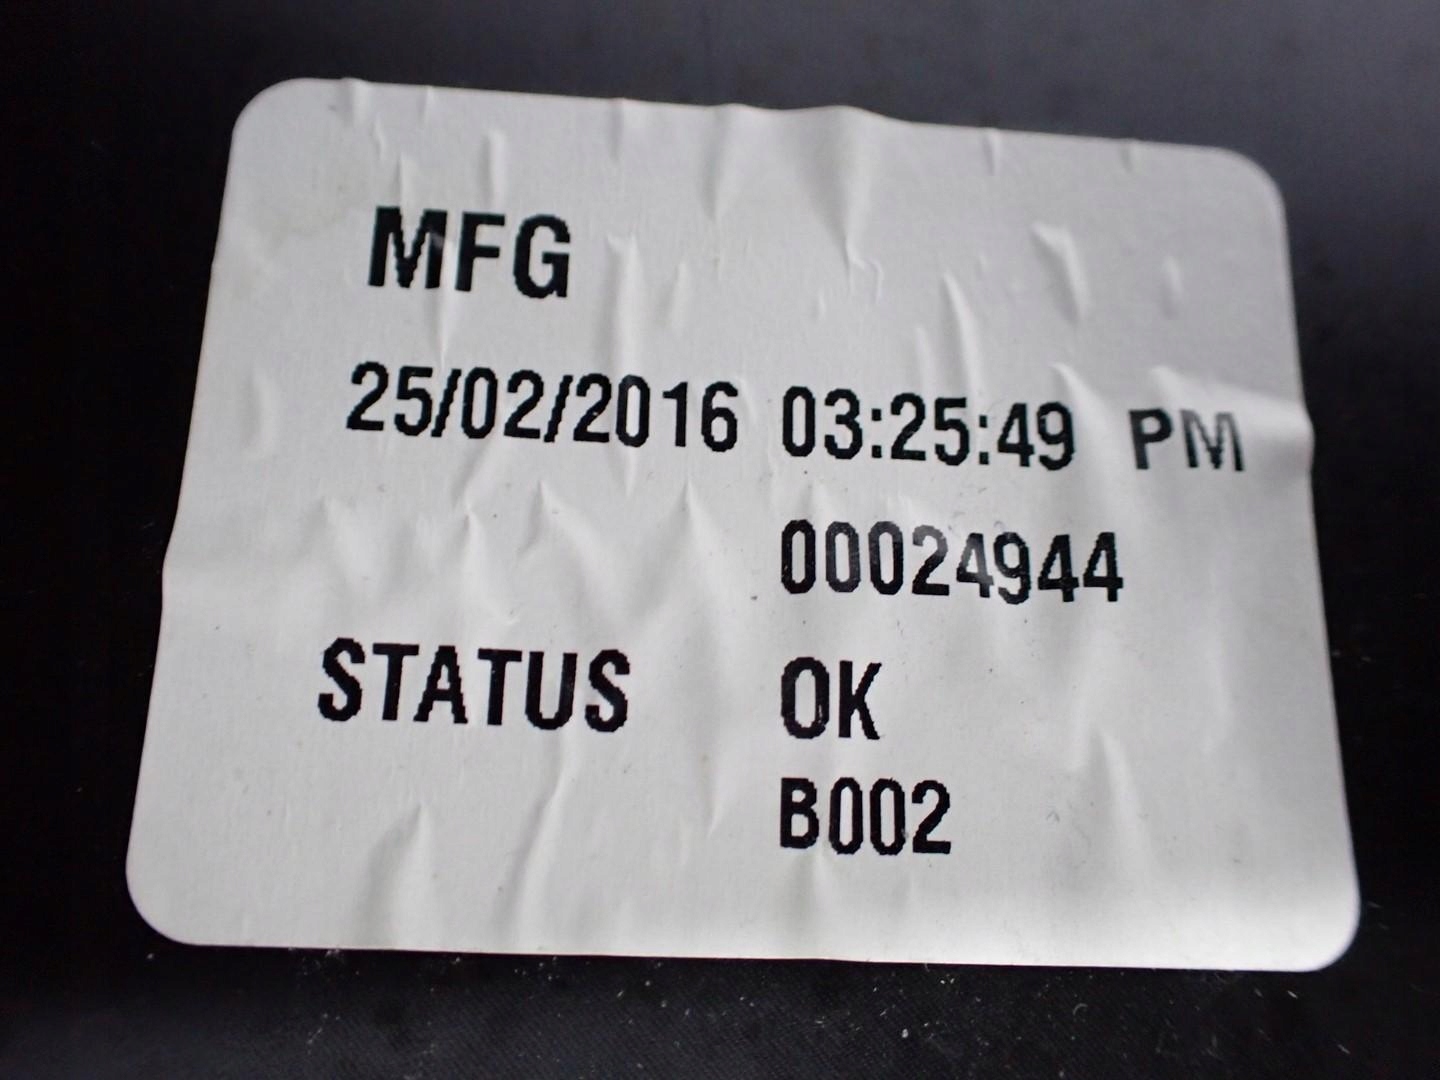 MFG
25/02/2016 03:25:49 PM
00024944
STATUS OK
B002